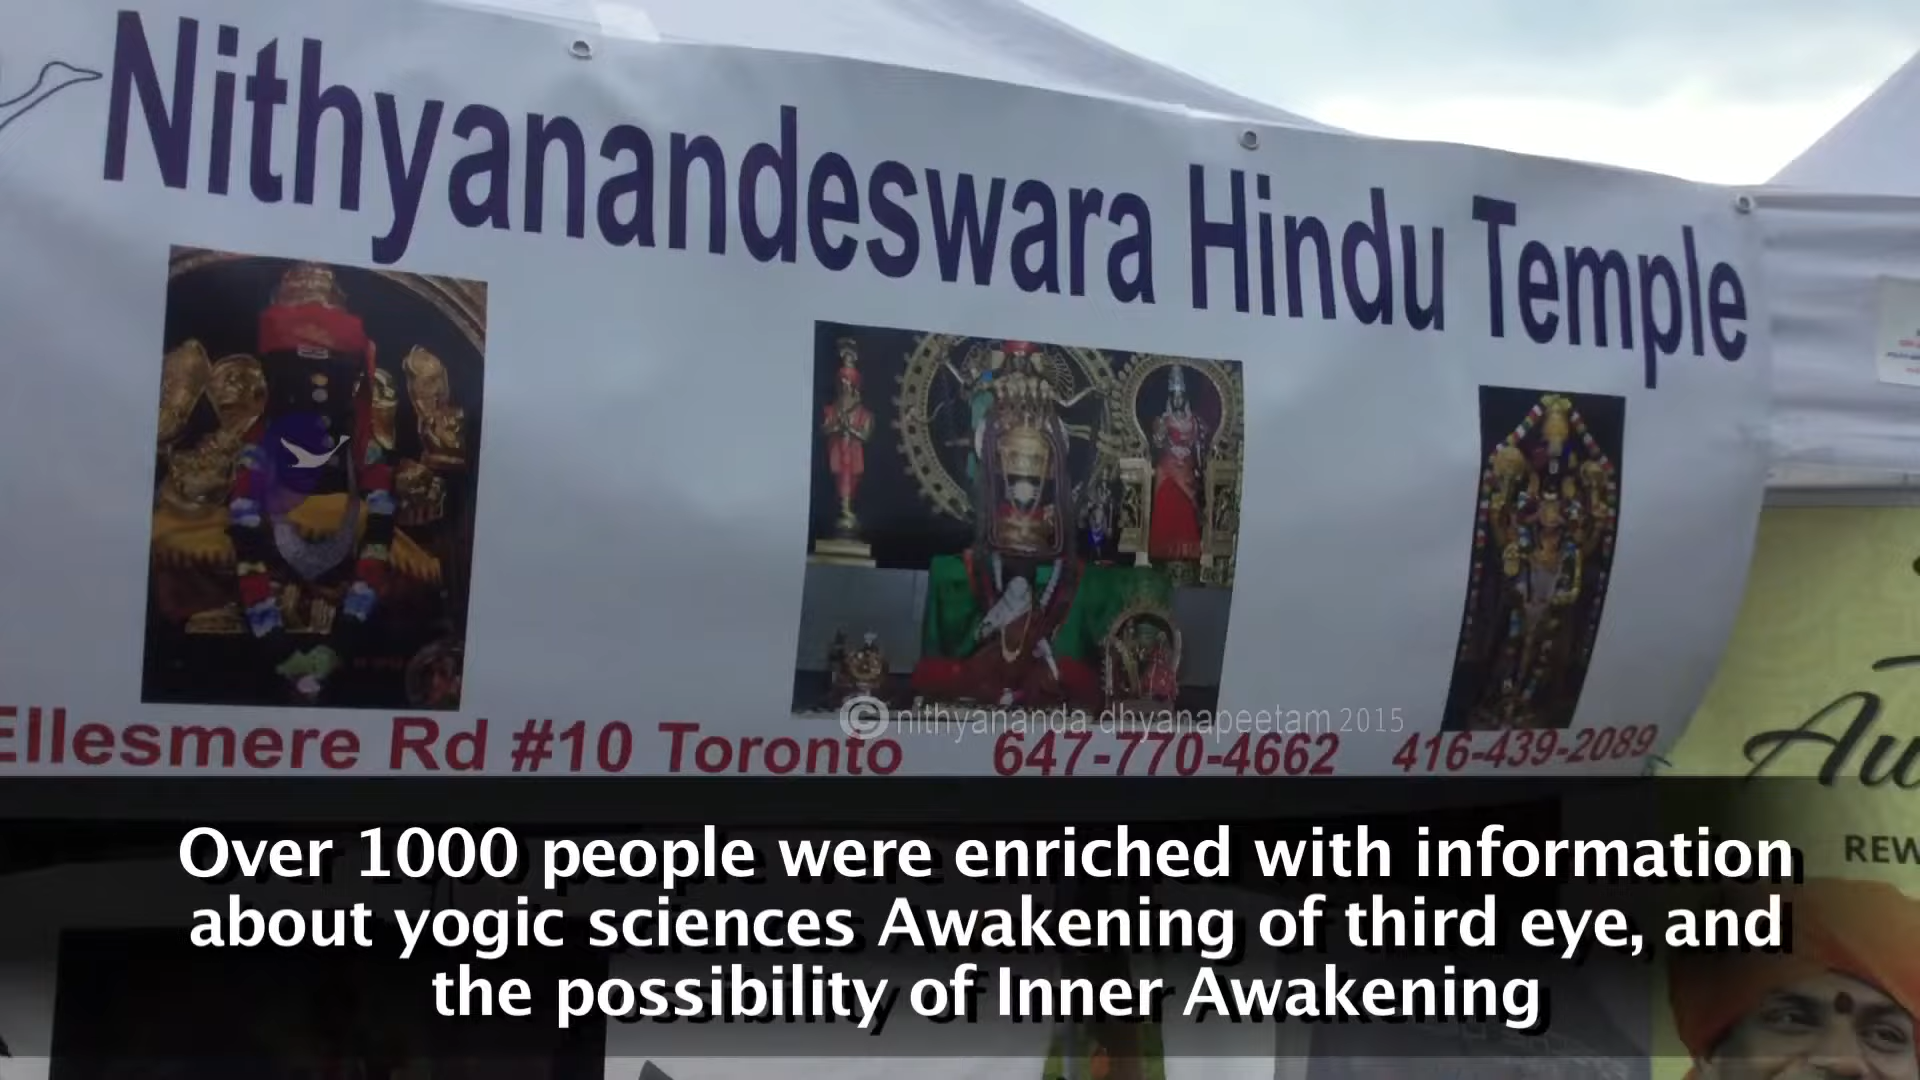 Nithyanandeswara Hindu Temple
Ellesmere Rd #10 Toronto 647-770-4662 416-439-2089
© nithyananda dhyanapeetam 2015
REW
Over 1000 people were enriched with information
about yogic sciences Awakening of third eye, and
the possibility of Inner Awakening